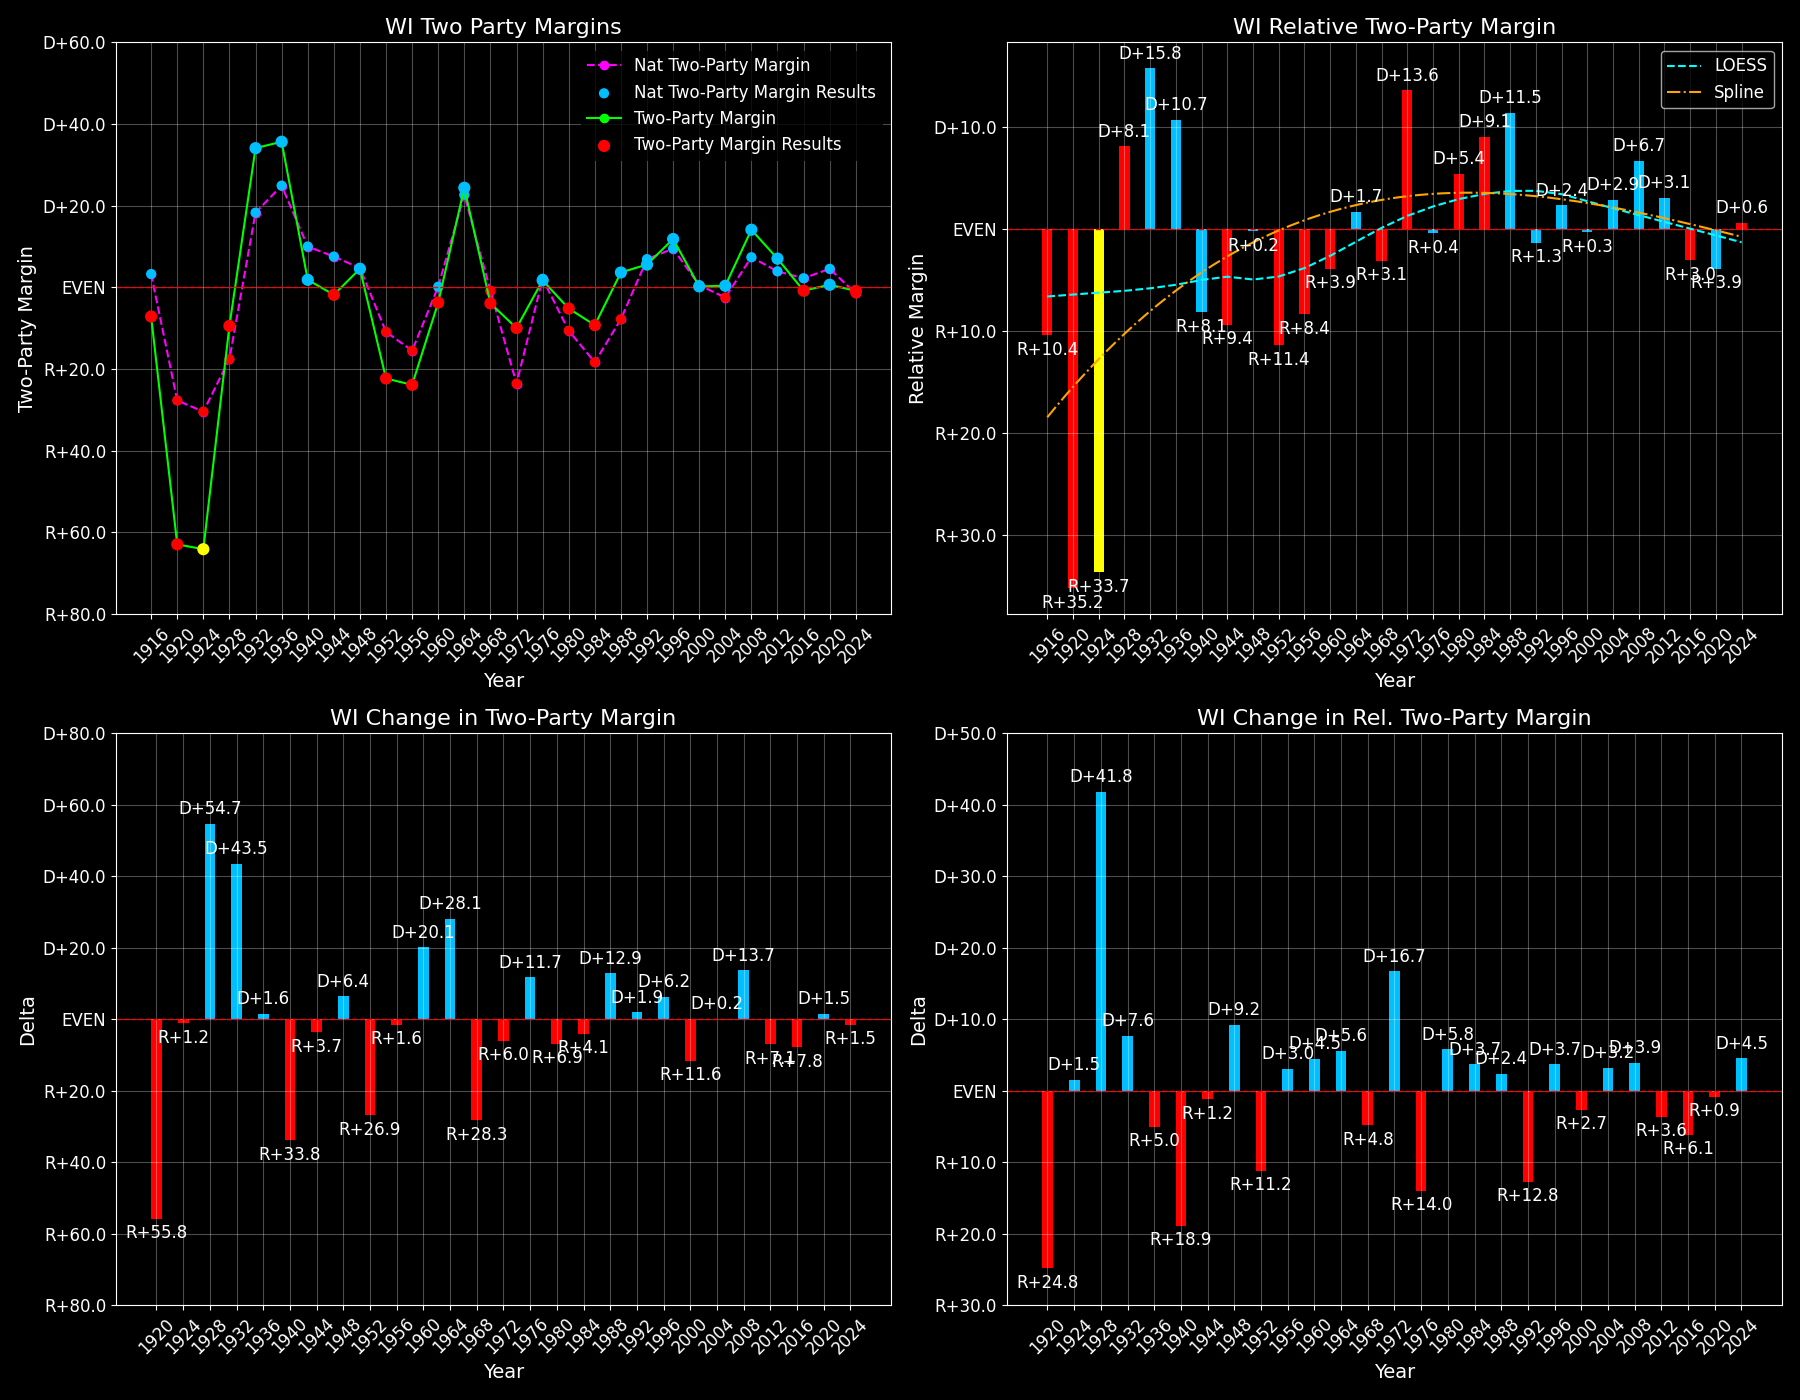 WI Two Party Margins
D+60.0
D+40.0
D+20.0
EVEN
R+20.0
R+40.0
R+60.0
R+80.0
Two-Party Margin
Nat Two-Party Margin
Nat Two-Party Margin Results
Two-Party Margin
Two-Party Margin Results
1916 1920 1924 1928 1932 1936 1940 1944 1948 1952 1956 1960 1964 1968 1972 1976 1980 1984 1988 1992 1996 2000 2004 2008 2012 2016 2020 2024
Year
WI Relative Two-Party Margin
D+10.0
EVEN
R+10.0
R+20.0
R+30.0
Relative Margin
LOESS
Spline
R+10.4 R+35.2 R+33.7 D+8.1 D+15.8 D+10.7 R+8.1 R+9.4 R+0.2 R+11.4 R+8.4 R+3.9 D+1.7 R+3.1 D+13.6 R+0.4 D+5.4 D+9.1 D+11.5 R+1.3 D+2.4 R+0.3 D+2.9 D+6.7 D+3.1 R+3.0 R+3.9 D+0.6
1916 1920 1924 1928 1932 1936 1940 1944 1948 1952 1956 1960 1964 1968 1972 1976 1980 1984 1988 1992 1996 2000 2004 2008 2012 2016 2020 2024
Year
WI Change in Two-Party Margin
D+80.0
D+60.0
D+40.0
D+20.0
EVEN
R+20.0
R+40.0
R+60.0
R+80.0
Delta
R+55.8 R+1.2 D+54.7 D+43.5 D+1.6 R+33.8 R+3.7 D+6.4 R+26.9 R+1.6 D+20.1 D+28.1 R+28.3 R+6.0 D+11.7 R+6.9 R+4.1 D+12.9 D+1.9 D+6.2 R+11.6 D+0.2 D+13.7 R+7.1 R+7.8 D+1.5 R+1.5
1920 1924 1928 1932 1936 1940 1944 1948 1952 1956 1960 1964 1968 1972 1976 1980 1984 1988 1992 1996 2000 2004 2008 2012 2016 2020 2024
Year
WI Change in Rel. Two-Party Margin
D+50.0
D+40.0
D+30.0
D+20.0
D+10.0
EVEN
R+10.0
R+20.0
R+30.0
Delta
R+24.8 D+1.5 D+41.8 D+7.6 R+5.0 R+18.9 R+1.2 D+9.2 R+11.2 D+3.0 D+4.5 D+5.6 R+4.8 D+16.7 R+14.0 D+5.8 D+3.7 D+2.4 R+12.8 D+3.7 R+2.7 D+3.2 D+3.9 R+3.6 R+6.1 R+0.9 D+4.5
1920 1924 1928 1932 1936 1940 1944 1948 1952 1956 1960 1964 1968 1972 1976 1980 1984 1988 1992 1996 2000 2004 2008 2012 2016 2020 2024
Year